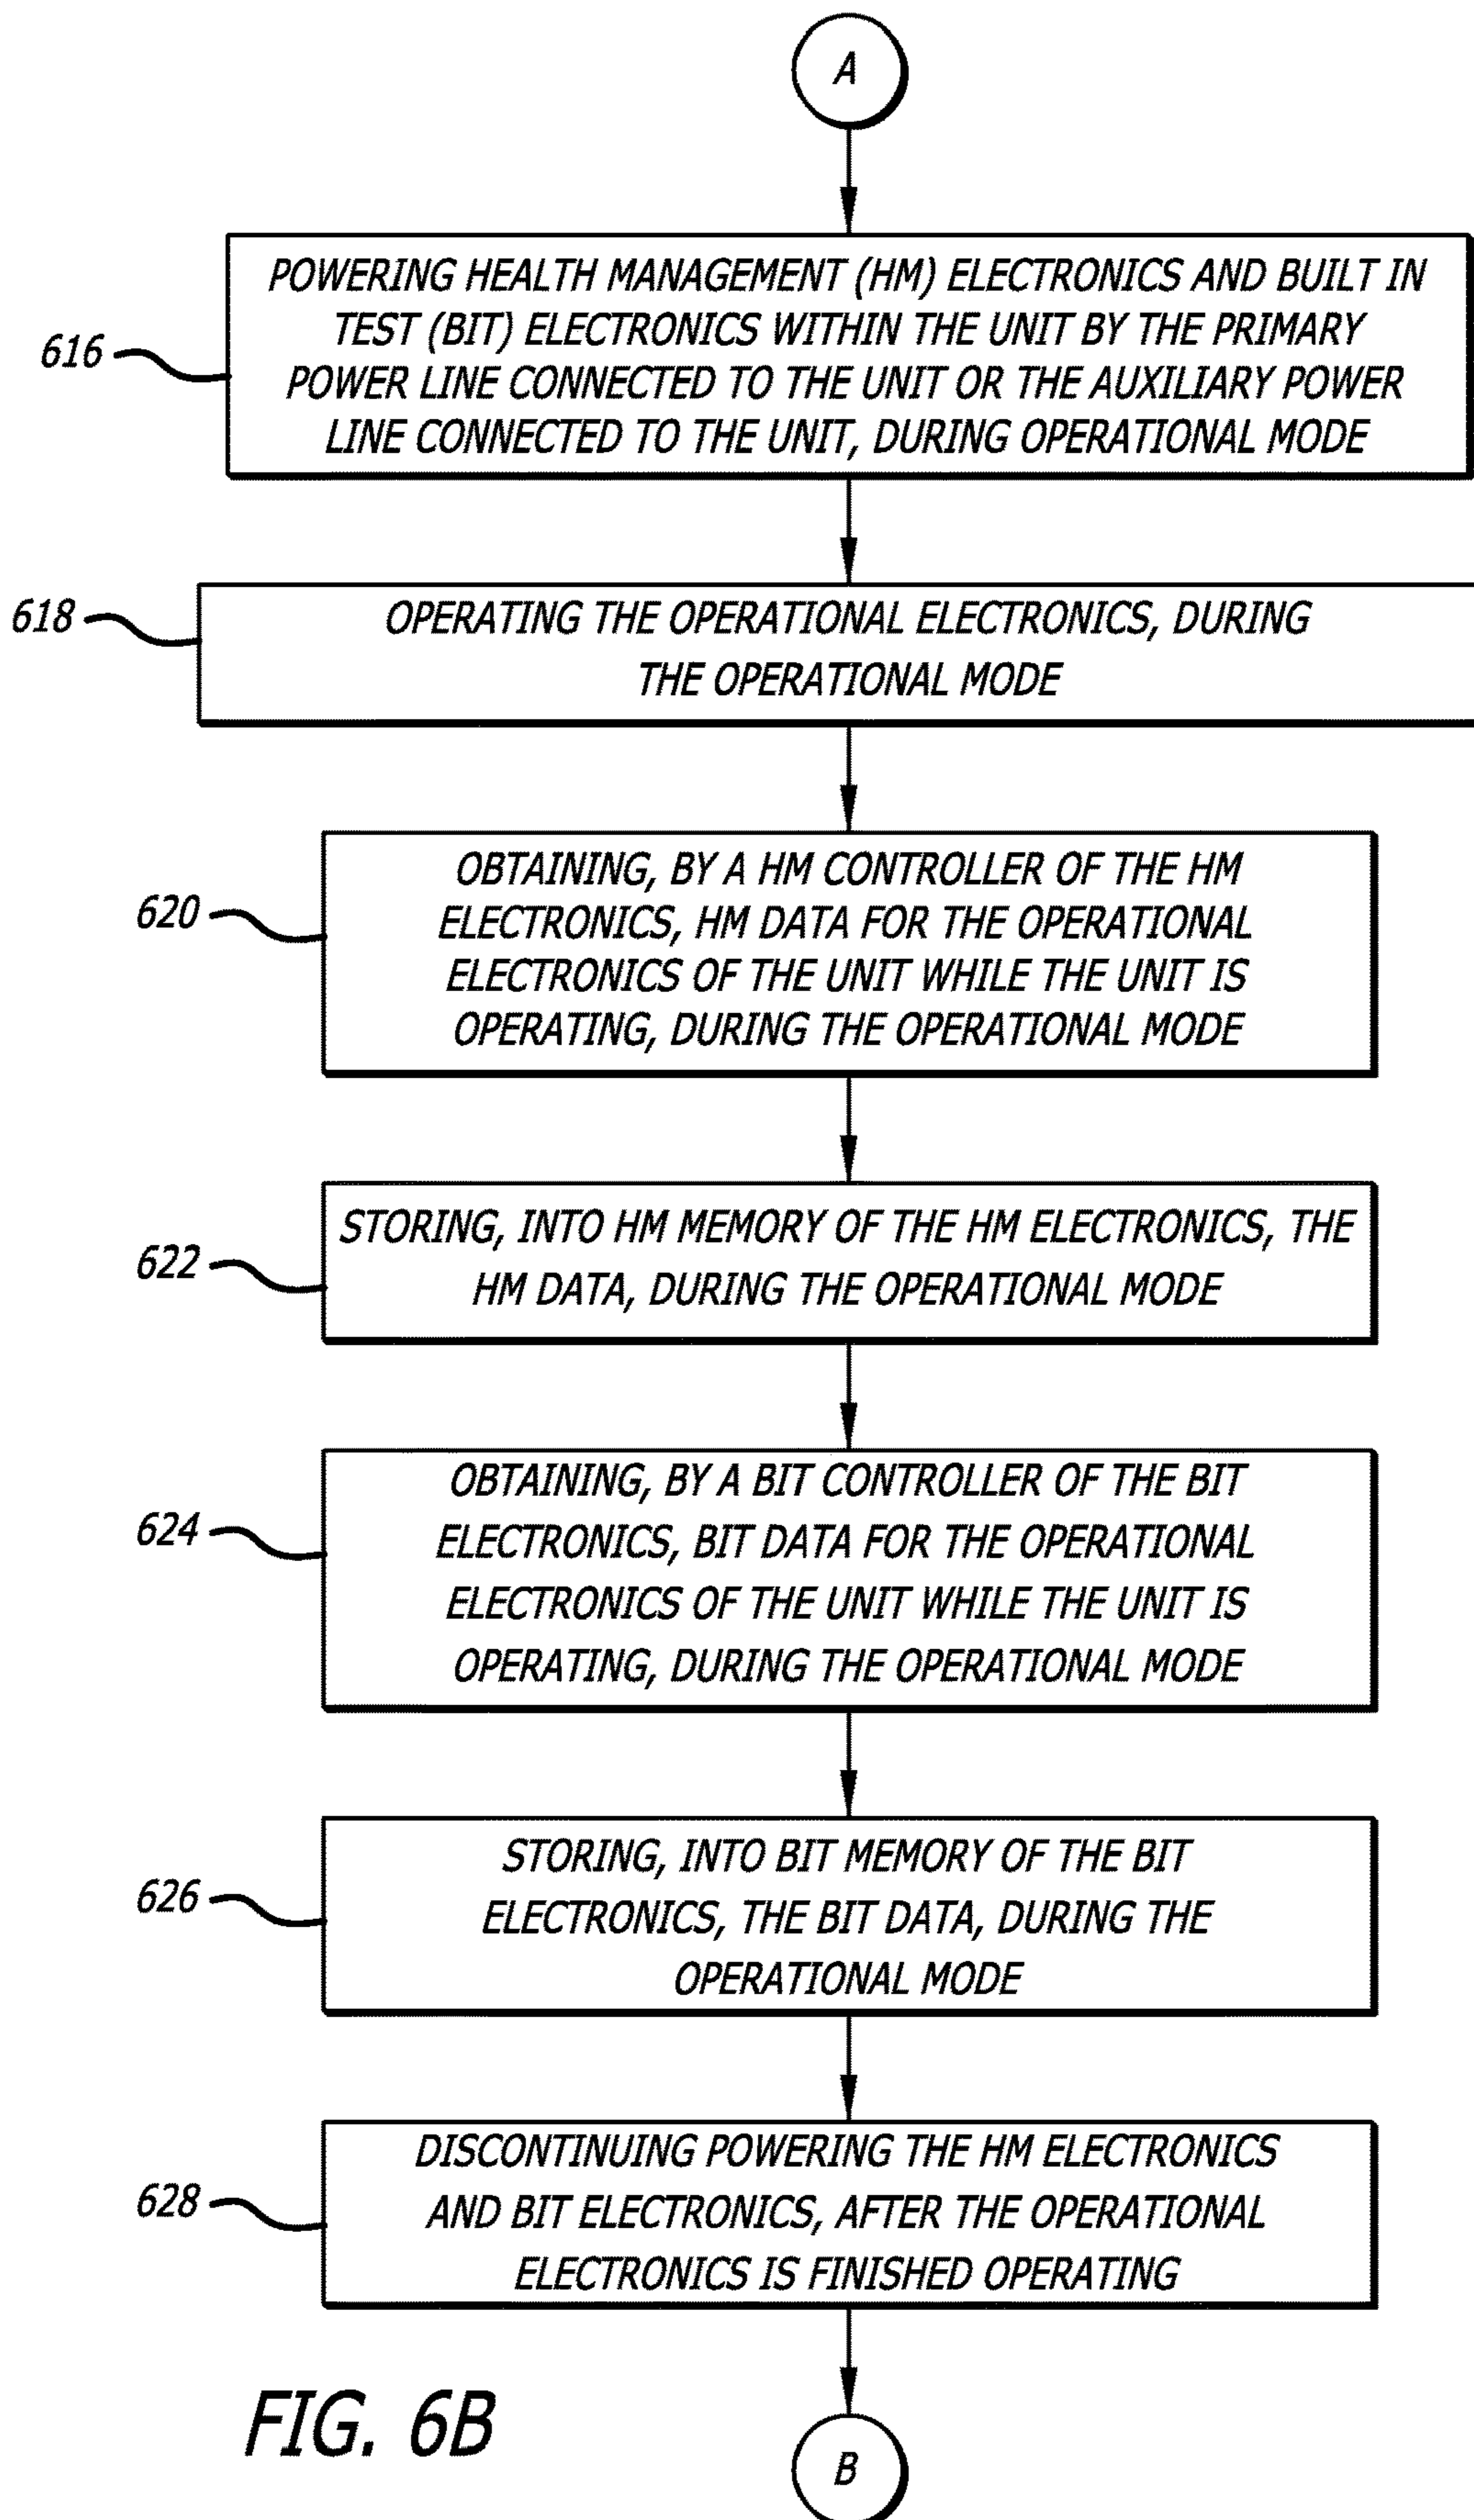 A
POWERING HEALTH MANAGEMENT (HM) ELECTRONICS AND BUILT IN
TEST (BIT) ELECTRONICS WITHIN THE UNIT BY THE PRIMARY
616
POWER LINE CONNECTED TO THE UNIT OR THE AUXILIARY POWER
LINE CONNECTED TO THE UNIT, DURING OPERATIONAL MODE
618
OPERATING THE OPERATIONAL ELECTRONICS, DURING
THE OPERATIONAL MODE
OBTAINING, BY A HM CONTROLLER OF THE HM
620
ELECTRONICS, HM DATA FOR THE OPERATIONAL
ELECTRONICS OF THE UNIT WHILE THE UNIT IS
OPERATING, DURING THE OPERATIONAL MODE
STORING, INTO HM MEMORY OF THE HM ELECTRONICS, THE
622
HM DATA, DURING THE OPERATIONAL MODE
OBTAINING, BY A BIT CONTROLLER OF THE BIT
624
ELECTRONICS, BIT DATA FOR THE OPERATIONAL
ELECTRONICS OF THE UNIT WHILE THE UNIT IS
OPERATING, DURING THE OPERATIONAL MODE
STORING, INTO BIT MEMORY OF THE BIT
626
ELECTRONICS, THE BIT DATA, DURING THE
OPERATIONAL MODE
DISCONTINUING POWERING THE HM ELECTRONICS
628
AND BIT ELECTRONICS, AFTER THE OPERATIONAL
ELECTRONICS IS FINISHED OPERATING
FIG. 6B
B